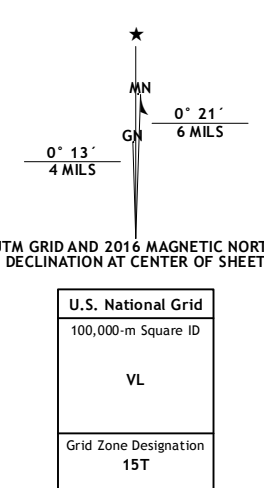 ★
MN
0° 21´
6 MILS
GN
0° 13´
4 MILS
UTM GRID AND 2016 MAGNETIC NORT
DECLINATION AT CENTER OF SHEET
U.S. National Grid
100,000-m Square ID
VL
Grid Zone Designation
15T